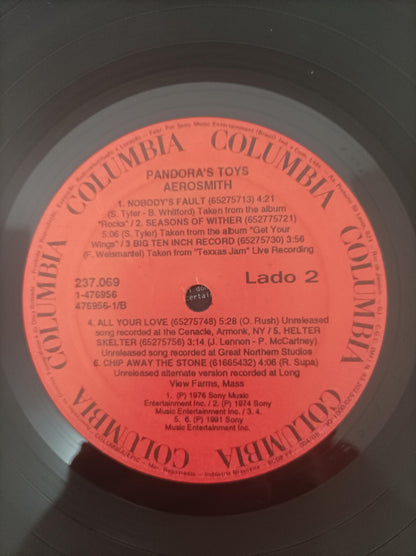 COLUMBIA COLUMBIA
PANDORA'S TOYS
AEROSMITH
1. NOBODY'S FAULT (65275713) 4:21
(S. Tyler - B. Whitford) Taken from the album
"Rocks"/ 2. SEASONS OF WITHER (652775721)
5:06 (S. Tyler) Taken from the album "Get Your
Wings" / 3 BIG TEN INCH RECORD (65275730) 3:56
(F. Weismantel) Taken from "Texxas Jam" Live Recording
237.069
1-476956
476956-1/B
Lado 2
4. ALL YOUR LOVE (65275748) 5:28 (O. Rush) Unreleased
song recorded at the Cenacle, Armonk, NY / 5. HELTER
SKELTER (65275756) 3:14 (J. Lennon - P. McCartney)
Unreleased song recorded at Great Northern Studios
6. CHIP AWAY THE STONE (61665432) 4:06 (R. Supa)
Unreleased alternate version recorded at Long
View Farms, Mass
1. (P) 1976 Sony Music
Entertainment Inc. / 2. (P) 1974 Sony
Music Entertainment Inc. / 3. 4.
5. 6. (P) 1991 Sony
Music Entertainment Inc.
COLUMBIA
COLUMBIA
COLUMBIA
COLUMBIA
COLUMBIA